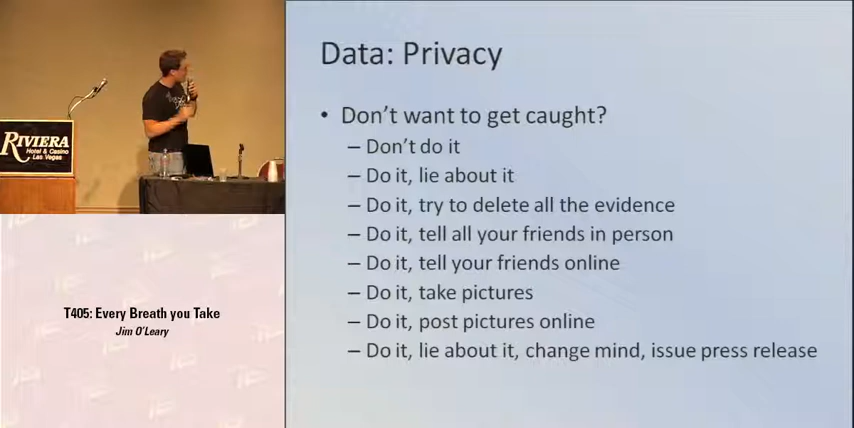 RIVIERA
Hotel & Casino
Las Vegas
T405: Every Breath you Take
Jim O'Leary
Data: Privacy
• Don't want to get caught?
– Don't do it
– Do it, lie about it
– Do it, try to delete all the evidence
– Do it, tell all your friends in person
– Do it, tell your friends online
– Do it, take pictures
– Do it, post pictures online
– Do it, lie about it, change mind, issue press release